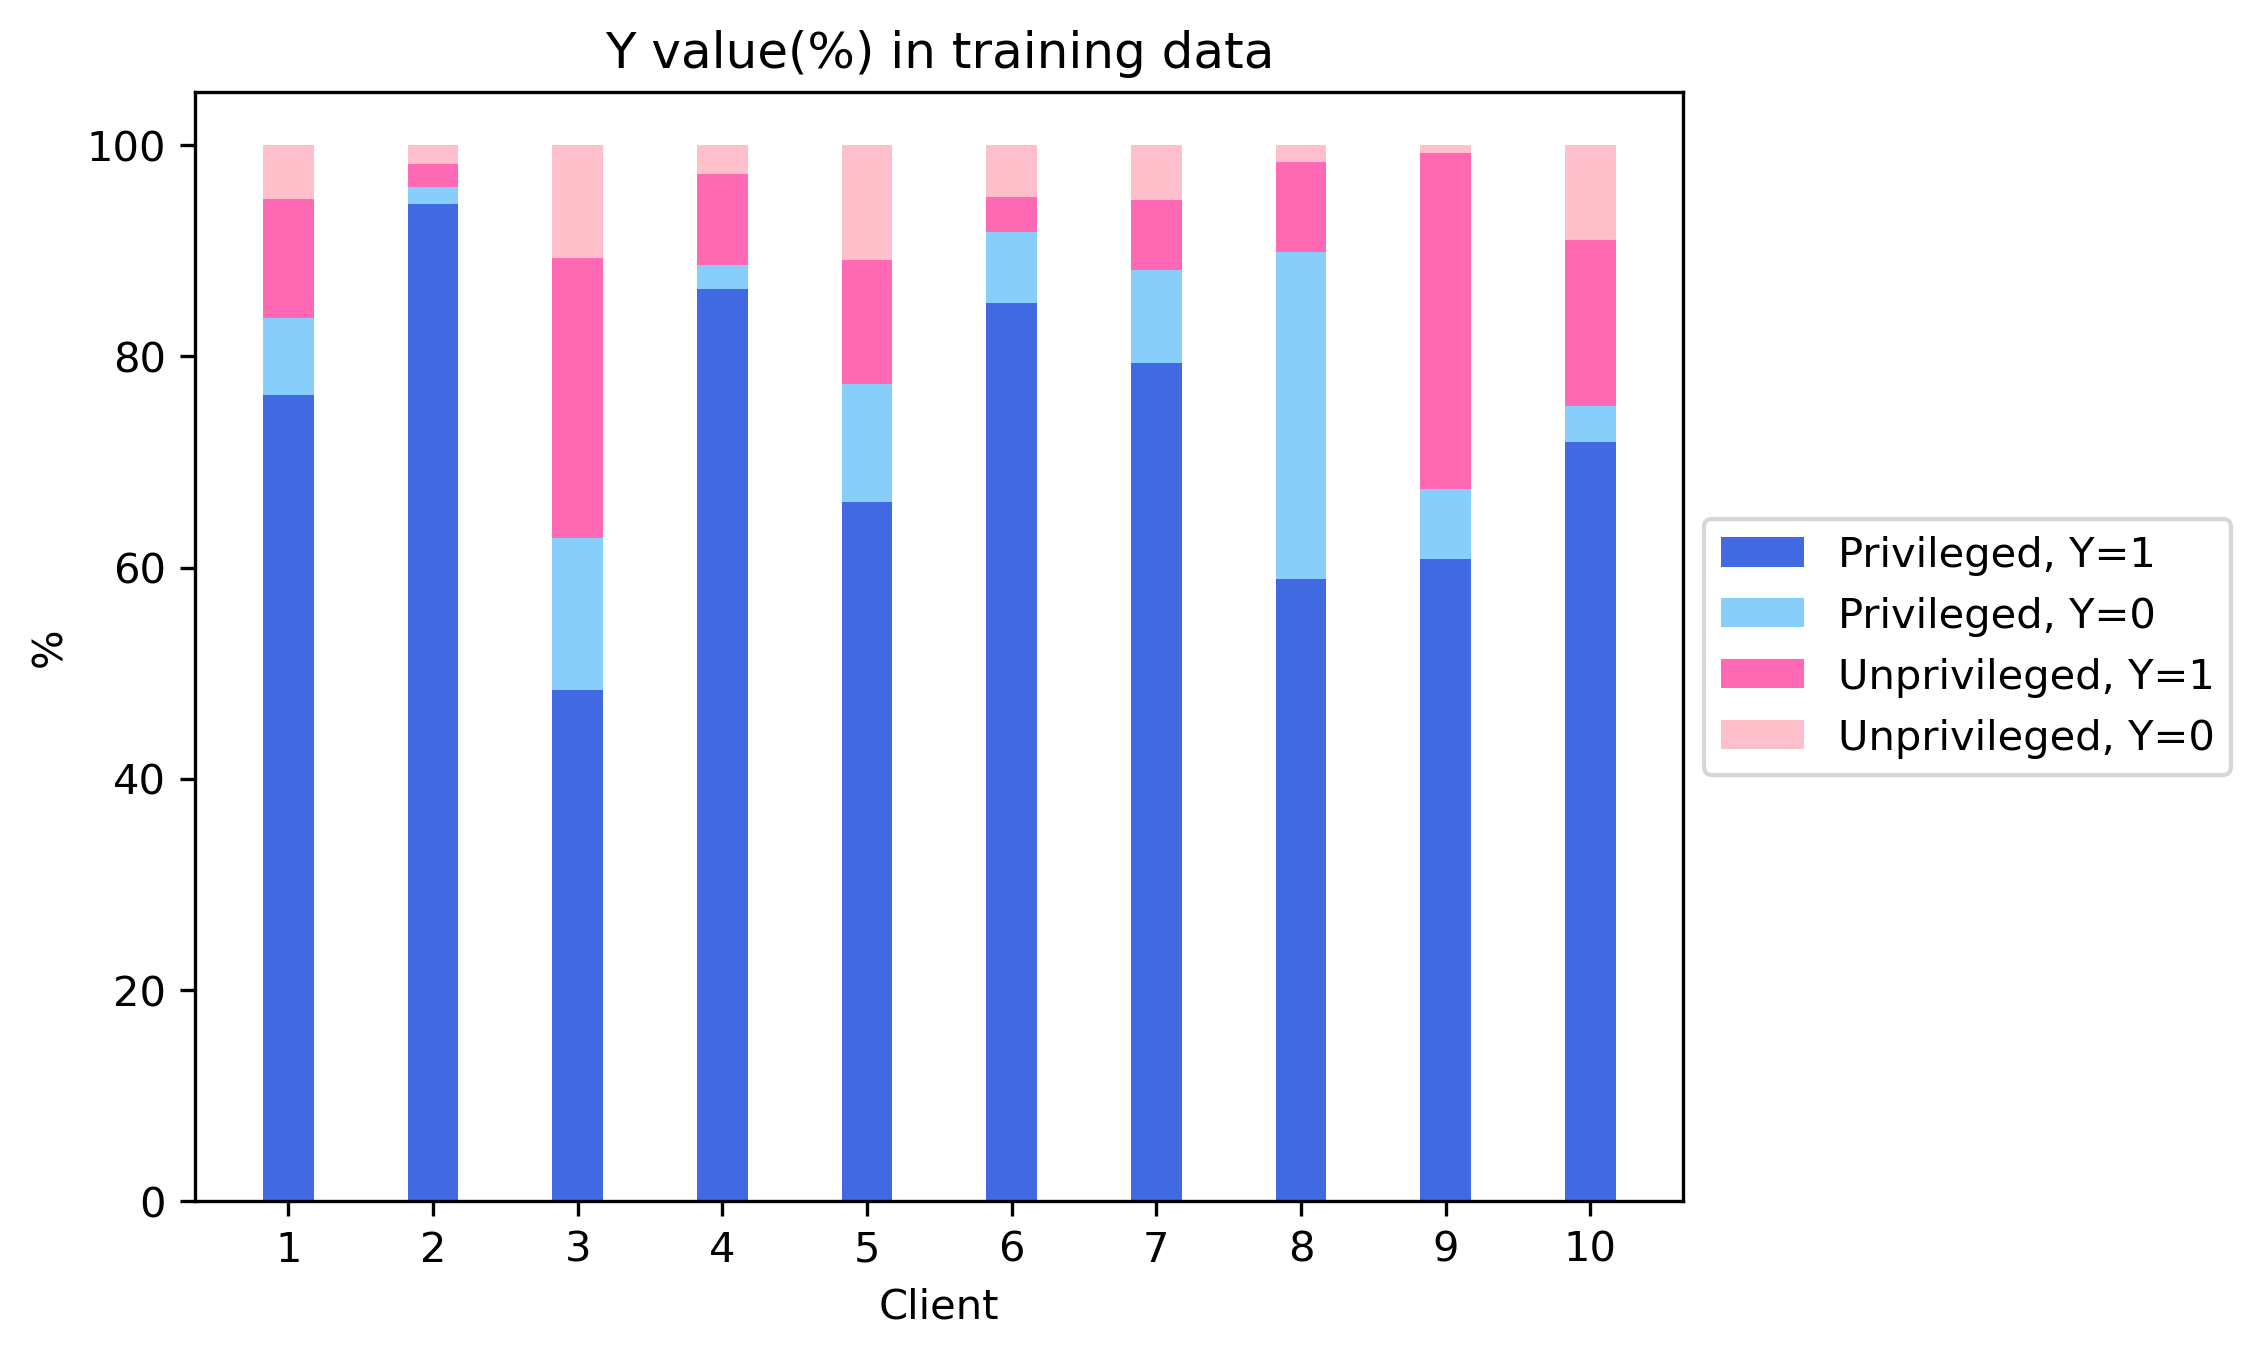 Y value(%) in training data
100
80
60
40
20
0
%
1 2 3 4 5 6 7 8 9 10
Client
Privileged, Y=1
Privileged, Y=0
Unprivileged, Y=1
Unprivileged, Y=0